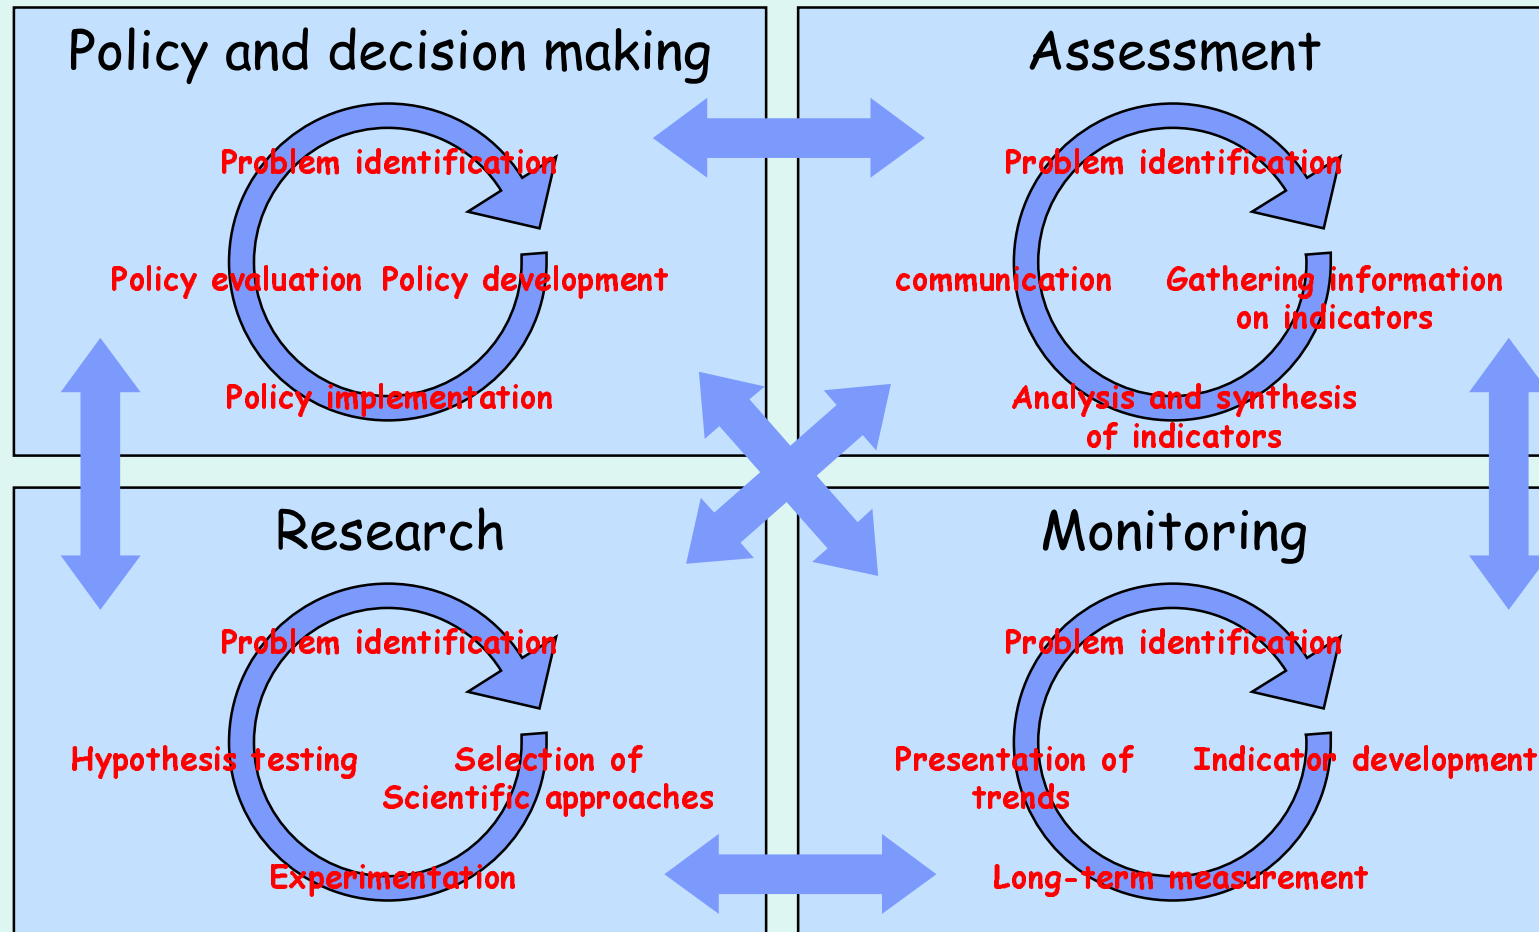 Policy and decision making
Problem identification
Policy evaluation
Policy development
Policy implementation
Assessment
Problem identification
communication
Gathering information
on indicators
Analysis and synthesis
of indicators
Research
Problem identification
Hypothesis testing
Selection of
Scientific approaches
Experimentation
Monitoring
Problem identification
Presentation of
trends
Indicator development
Long-term measurement